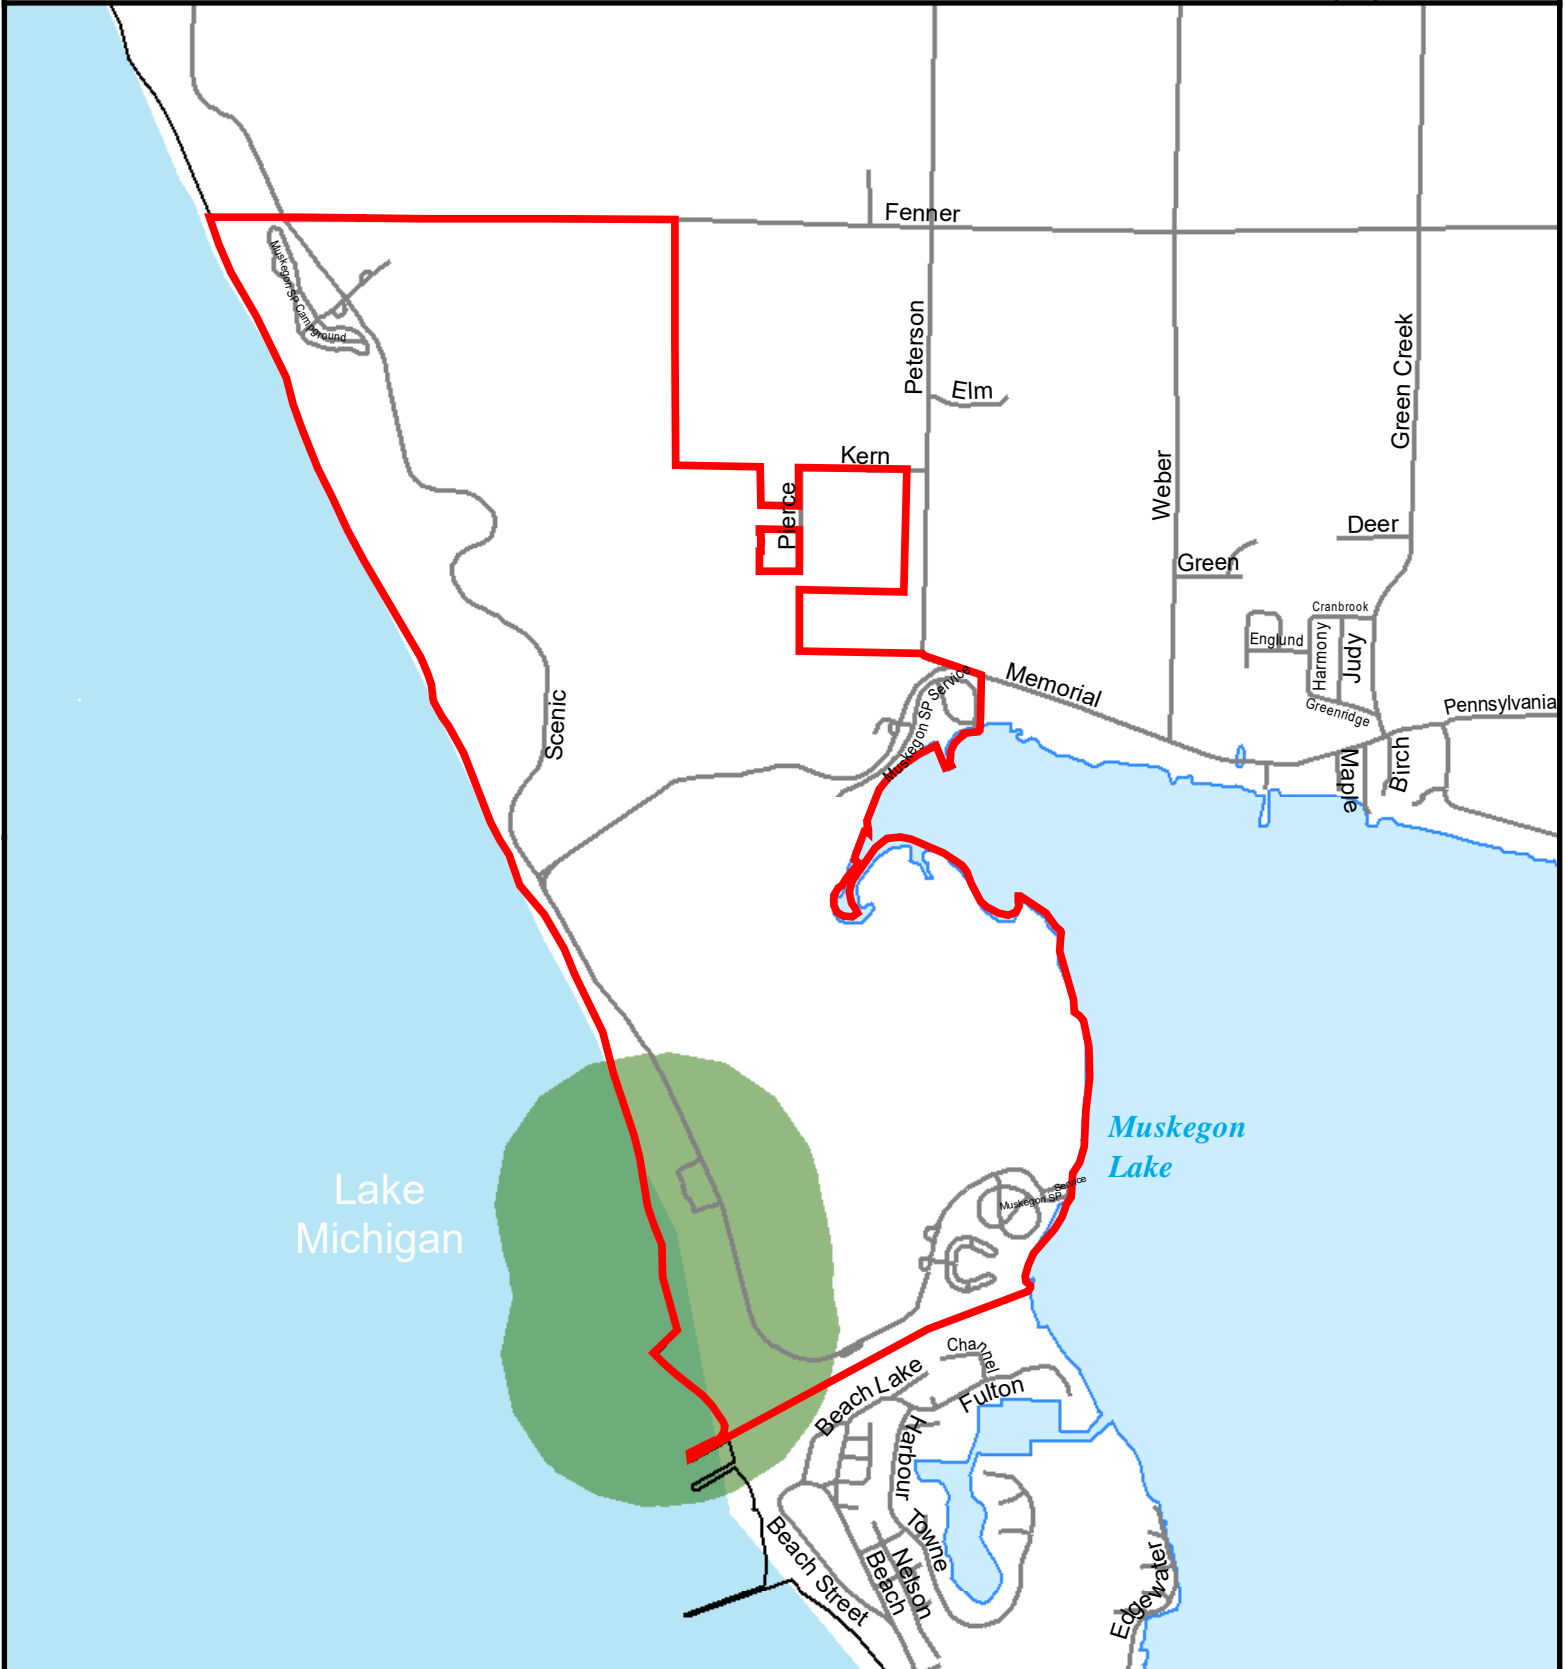 Fenner
Muskegon SP Campground
Peterson
Elm
Green Creek
Kern
Weber
Pierce
Deer
Green
Cranbrook
Englund
Harmony
Judy
Greenridge
Memorial
Muskegon SP Service
Scenic
Pennsylvania
Maple
Birch
Muskegon
Lake
Lake
Michigan
Muskegon SP
Service
Channel
Beach Lake
Fulton
Harbour
Towne
Beach Street
Beach
Nelson
Edgewater